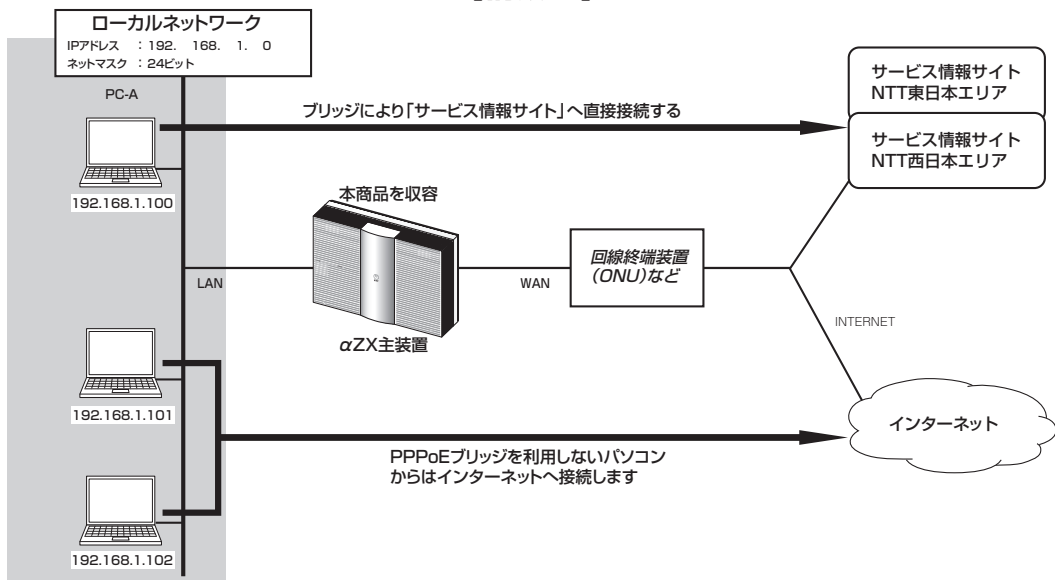 ローカルネットワーク
IPアドレス : 192. 168. 1. 0
ネットマスク : 24ビット
PC-A
192.168.1.100
ブリッジにより「サービス情報サイト」へ直接接続する
サービス情報サイト
NTT東日本エリア
サービス情報サイト
NTT西日本エリア
本商品を収容
αZX主装置
LAN
WAN
回線終端装置
(ONU)など
INTERNET
192.168.1.101
インターネット
PPPoEブリッジを利用しないパソコン
からはインターネットへ接続します
192.168.1.102